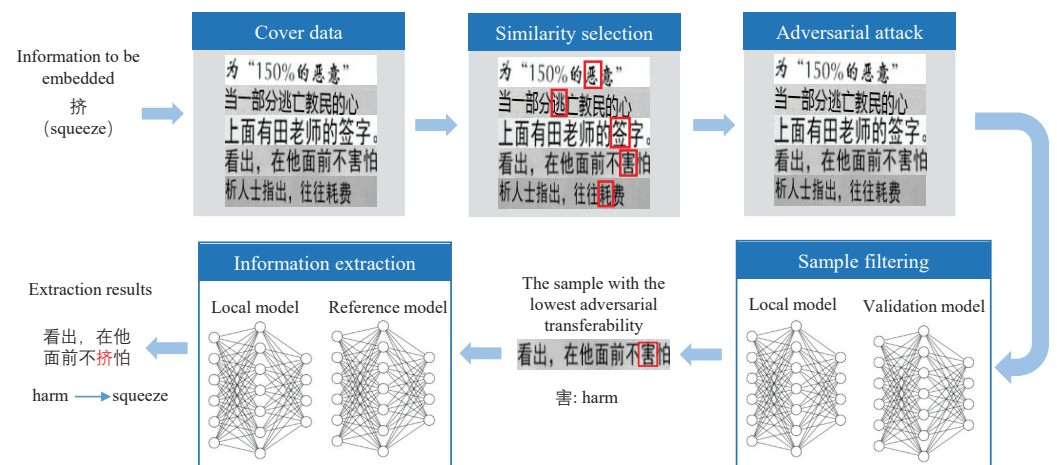 Information to be
embedded
挤
(squeeze)
Cover data
为“150%的恶意”
当一部分逃亡教民的心
上面有田老师的签字。
看出，在他面前不害怕
析人士指出，往往耗费
Similarity selection
为“150%的恶意”
当一部分逃亡教民的心
上面有田老师的签字。
看出，在他面前不害怕
析人士指出，往往耗费
Adversarial attack
为“150%的恶意”
当一部分逃亡教民的心
上面有田老师的签字。
看出，在他面前不害怕
析人士指出，往往耗费
Sample filtering
Local model
Validation model
The sample with the
lowest adversarial
transferability
看出，在他面前不害怕
害: harm
Information extraction
Local model
Reference model
Extraction results
看出，在他
面前不挤怕
harm
squeeze